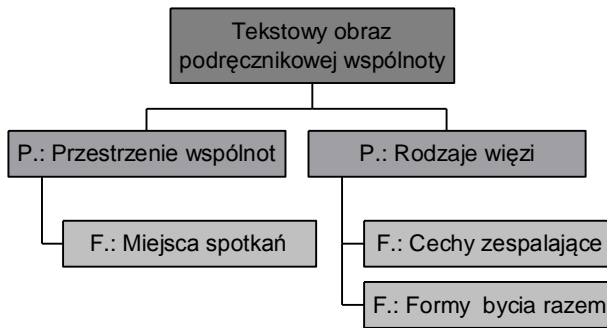 Tekstowy obraz
podręcznikowej wspólnoty
P.: Przestrzenie wspólnot
P.: Rodzaje więzi
F.: Miejsca spotkań
F.: Cechy zespalające
F.: Formy bycia razem